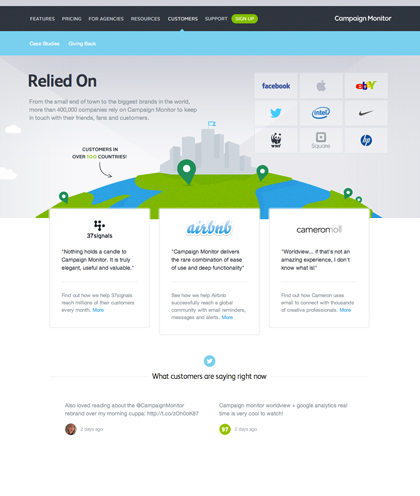 FEATURES PRICING FOR AGENCIES RESOURCES CUSTOMERS SUPPORT SIGN UP Campaign Monitor
Case Studies Giving Back
Relied On
From the small end of town to the biggest brands in the world,
more than 400,000 companies rely on Campaign Monitor to keep
in touch with their friends, fans and customers.
facebook
ebY
intel
WWF
Square
hp
CUSTOMERS IN
OVER 100 COUNTRIES!
37signals
airbnb
cameronmoll
"Nothing holds a candle to
Campaign Monitor. It is truly
elegant, useful and valuable."
"Campaign Monitor delivers
the rare combination of ease
of use and deep functionality"
"Worldview... if that's not an
amazing experience, I don't
know what is!"
Find out how we help 37signals
reach millions of their customers
every month. More
See how we help Airbnb
successfully reach a global
community with email reminders,
messages and alerts. More
Find out how Cameron uses
email to connect with thousands
of creative professionals. More
What customers are saying right now
Also loved reading about the @CampaignMonitor
rebrand over my morning cuppa: http://t.co/zOh0oK87
2 days ago
Campaign monitor worldview + google analytics real
time is very cool to watch!
97 2 days ago